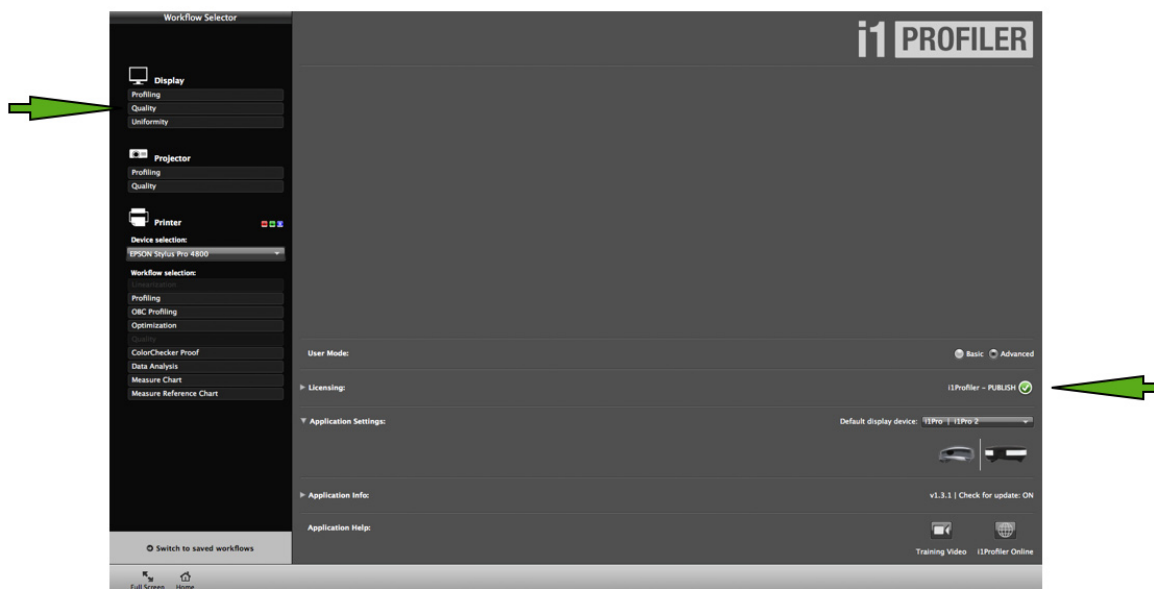 Workflow Selector
i1 PROFILER
Display
Profiling
Quality
Uniformity
Projector
Profiling
Quality
Printer
Device selection:
EPSON Stylus Pro 4800
Workflow selection:
Linearization
Profiling
OBC Profiling
Optimization
Quality
ColorChecker Proof
Data Analysis
Measure Chart
Measure Reference Chart
Switch to saved workflows
User Mode:
Basic Advanced
Licensing:
i1Profiler - PUBLISH
Application Settings:
Default display device: i1Pro | i1Pro 2
Application Info:
v1.3.1 | Check for update: ON
Application Help:
Training Video i1Profiler Online
Full Screen Home